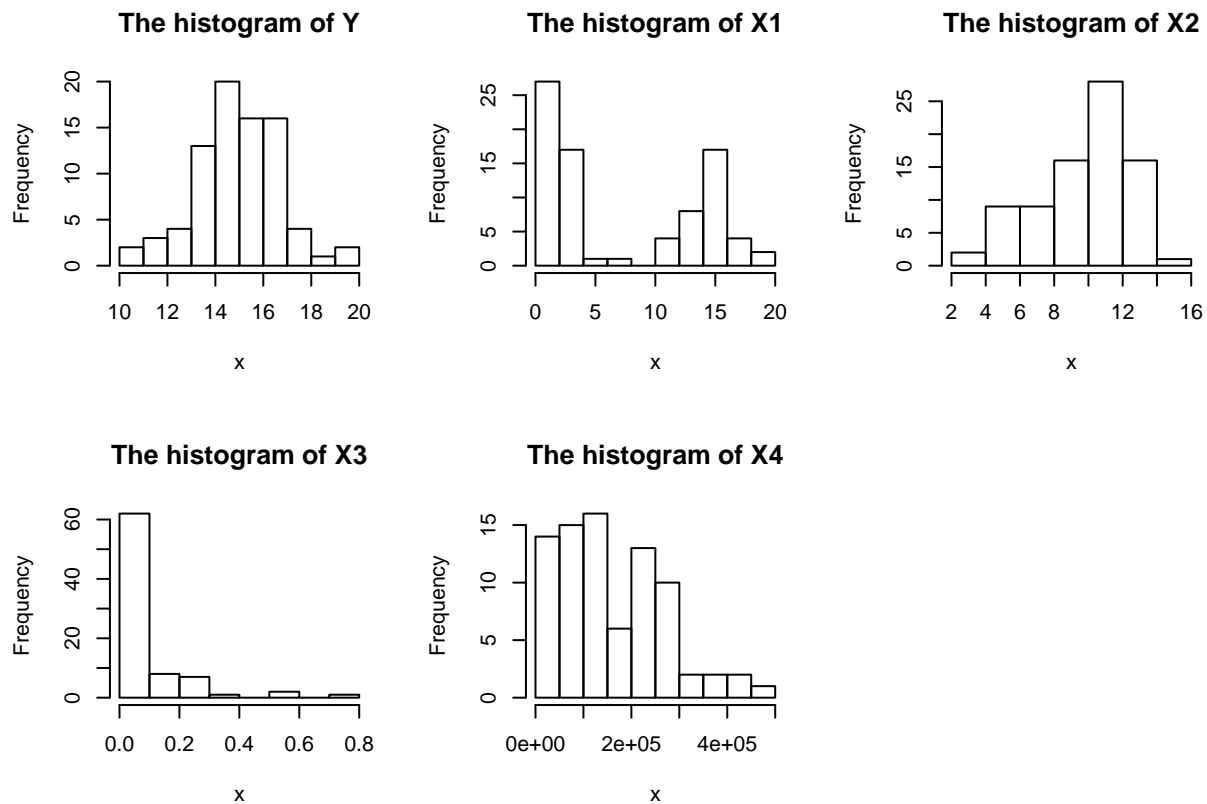 The histogram of Y
Frequency
0 5 10 15 20
10 12 14 16 18 20
x
The histogram of X1
Frequency
0 5 15 25
0 5 10 15 20
x
The histogram of X2
Frequency
0 5 15 25
2 4 6 8 12 16
x
The histogram of X3
Frequency
0 20 40 60
0.0 0.2 0.4 0.6 0.8
x
The histogram of X4
Frequency
0 5 10 15
0e+00 2e+05 4e+05
x